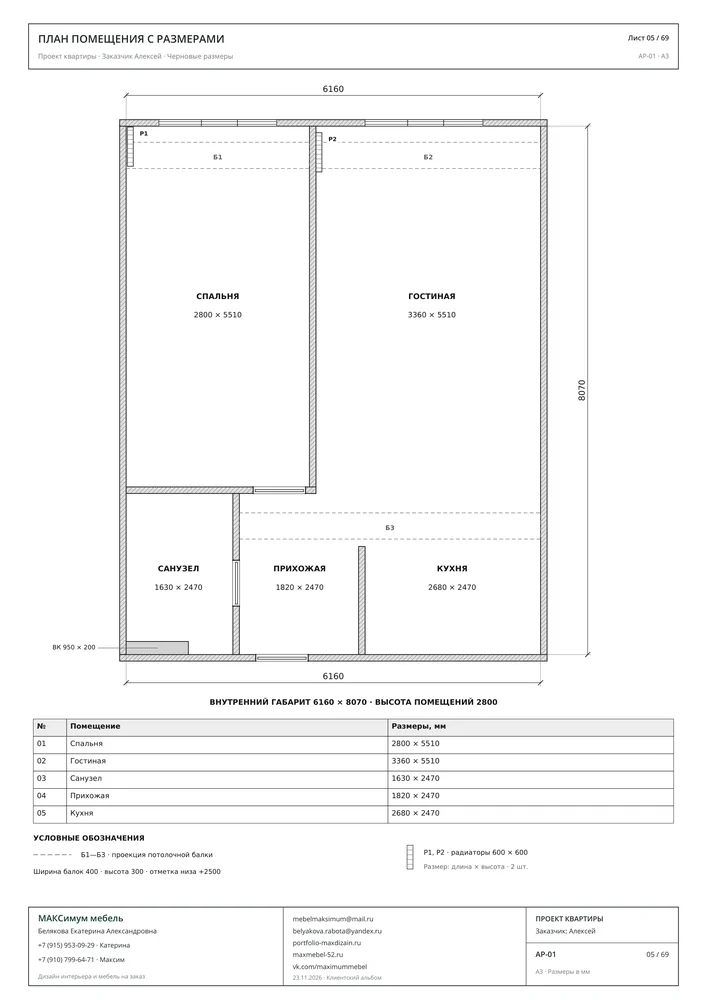 ПЛАН ПОМЕЩЕНИЯ С РАЗМЕРАМИ
Лист 05 / 69
Проект квартиры · Заказчик Алексей · Черновые размеры
АР-01 · А3
6160
Р1
Р2
Б1
Б2
СПАЛЬНЯ
2800 × 5510
ГОСТИНАЯ
3360 × 5510
8070
Б3
САНУЗЕЛ
1630 × 2470
ПРИХОЖАЯ
1820 × 2470
КУХНЯ
2680 × 2470
ВК 950 × 200
6160
ВНУТРЕННИЙ ГАБАРИТ 6160 × 8070 · ВЫСОТА ПОМЕЩЕНИЙ 2800
№ Помещение Размеры, мм
01 Спальня 2800 × 5510
02 Гостиная 3360 × 5510
03 Санузел 1630 × 2470
04 Прихожая 1820 × 2470
05 Кухня 2680 × 2470
УСЛОВНЫЕ ОБОЗНАЧЕНИЯ
Б1—Б3 · проекция потолочной балки
Ширина балок 400 · высота 300 · отметка низа +2500
Р1, Р2 · радиаторы 600 × 600
Размер: длина × высота · 2 шт.
МАКСимум мебель
Белякова Екатерина Александровна
+7 (915) 953-09-29 · Катерина
+7 (910) 799-64-71 · Максим
Дизайн интерьера и мебель на заказ
mebelmaksimum@mail.ru
belyakova.rabota@yandex.ru
portfolio-maxdizain.ru
maxmebel-52.ru
vk.com/maximummebel
23.11.2026 · Клиентский альбом
ПРОЕКТ КВАРТИРЫ
Заказчик: Алексей
АР-01 05 / 69
А3 · Размеры в мм